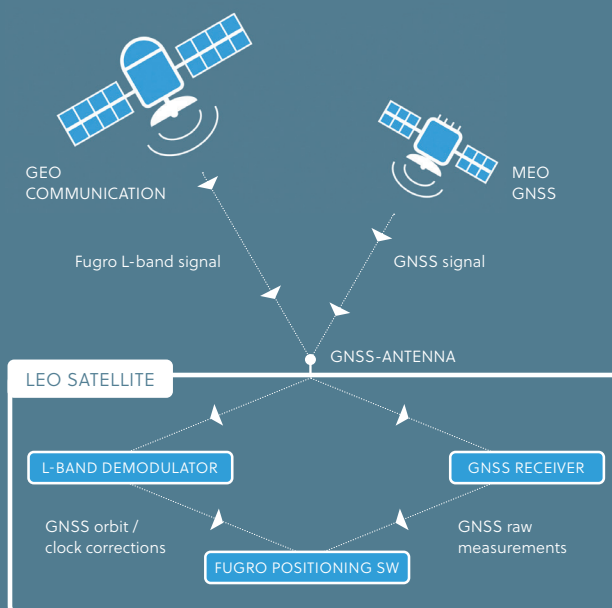 GEO
COMMUNICATION
MEO
GNSS
Fugro L-band signal
GNSS signal
GNSS-ANTENNA
LEO SATELLITE
L-BAND DEMODULATOR
GNSS RECEIVER
GNSS orbit /
clock corrections
GNSS raw
measurements
FUGRO POSITIONING SW